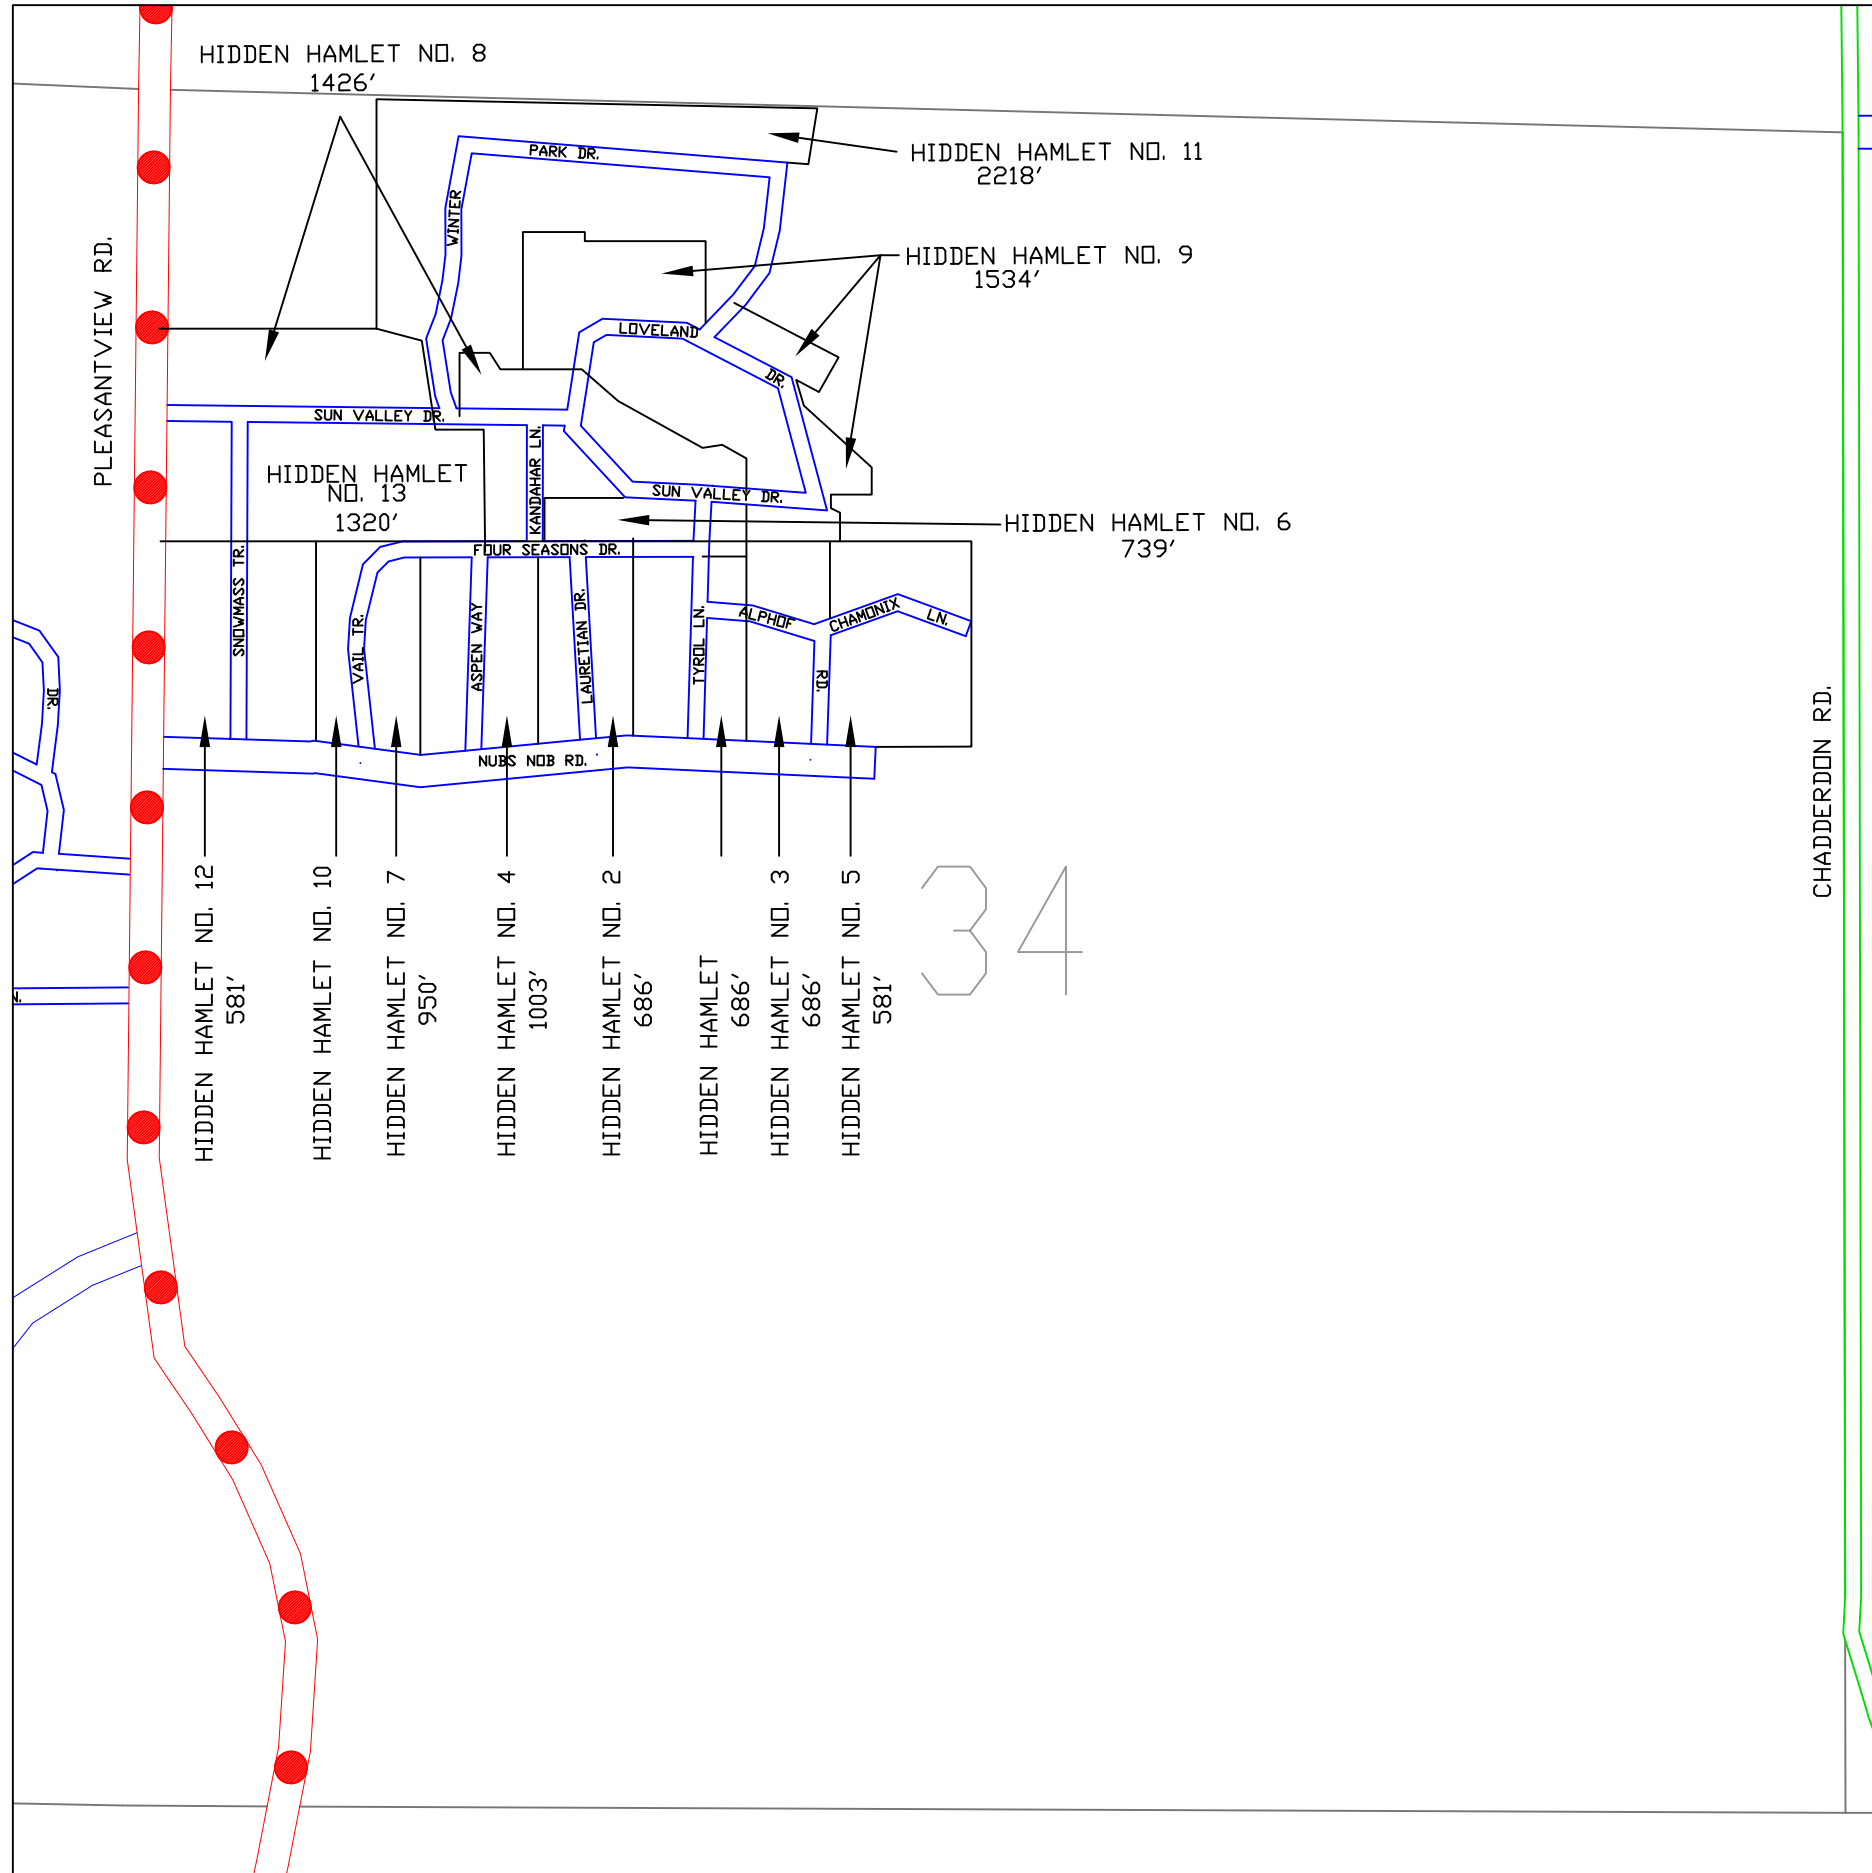 HIDDEN HAMLET NO. 8
1426'
PARK DR.
HIDDEN HAMLET NO. 11
2218'
WINTER
PLEASANTVIEW RD.
HIDDEN HAMLET NO. 9
1534'
LOVELAND
DR.
SUN VALLEY DR.
KANDAHAR LN.
HIDDEN HAMLET
NO. 13
1320'
SUN VALLEY DR.
HIDDEN HAMLET NO. 6
739'
FOUR SEASONS DR.
SNOWMASS TR.
VAIL TR.
ASPEN WAY
LAURETIAN DR.
TYROL LN.
ALPHOF
RD.
CHAMONIX
LN.
DR.
NUBS NOB RD.
CHADDERDON RD.
HIDDEN HAMLET NO. 12
581'
HIDDEN HAMLET NO. 10
HIDDEN HAMLET NO. 7
950'
HIDDEN HAMLET NO. 4
1003'
HIDDEN HAMLET NO. 2
686'
HIDDEN HAMLET
686'
HIDDEN HAMLET NO. 3
686'
HIDDEN HAMLET NO. 5
581'
34